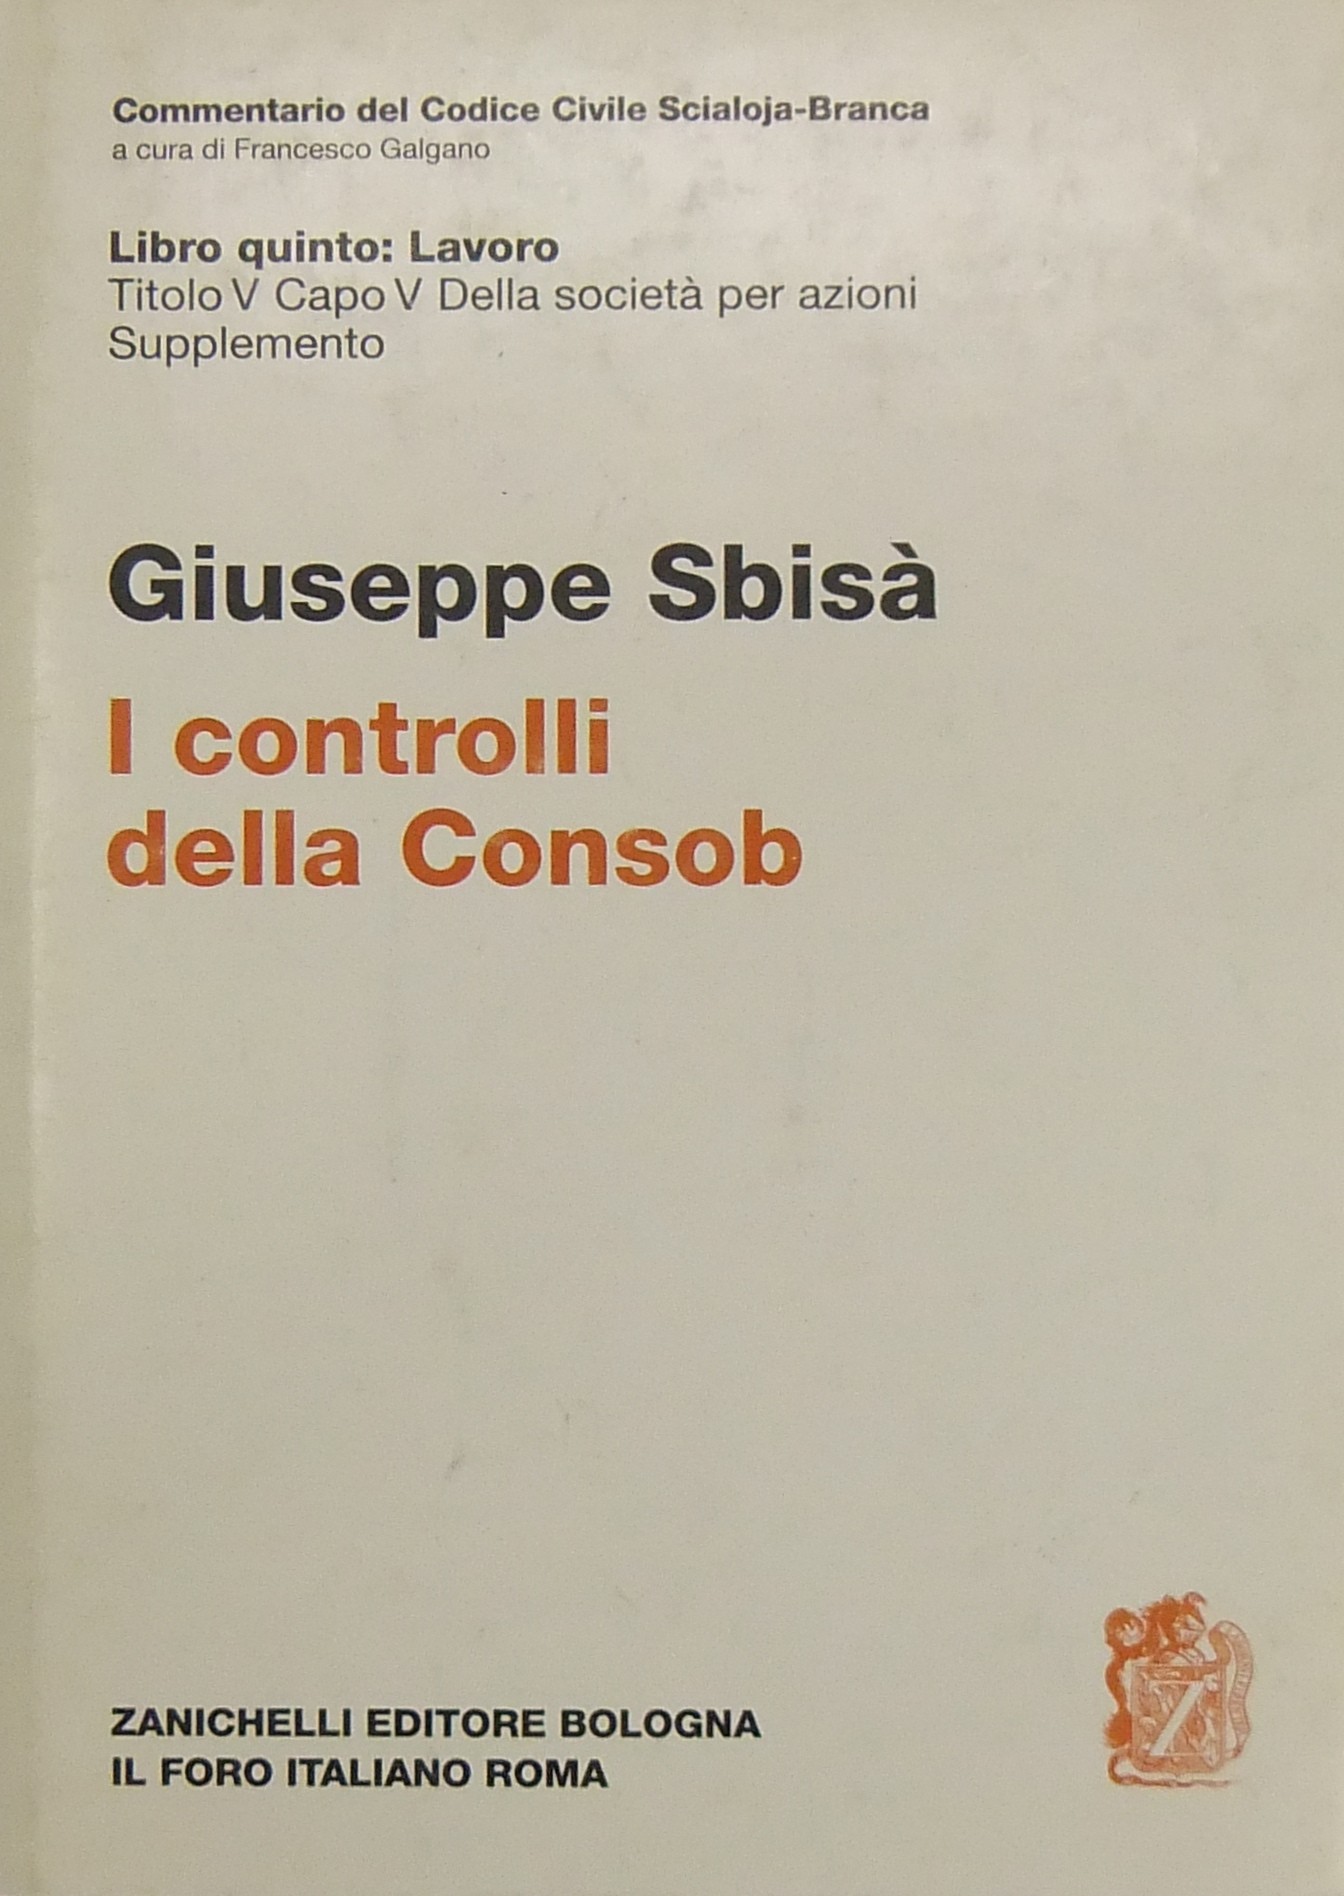 Commentario del Codice Civile Scialoja-Branca
a cura di Francesco Galgano
Libro quinto: Lavoro
Titolo V Capo V Della società per azioni
Supplemento
Giuseppe Sbisà
I controlli
della Consob
ZANICHELLI EDITORE BOLOGNA
IL FORO ITALIANO ROMA
Z